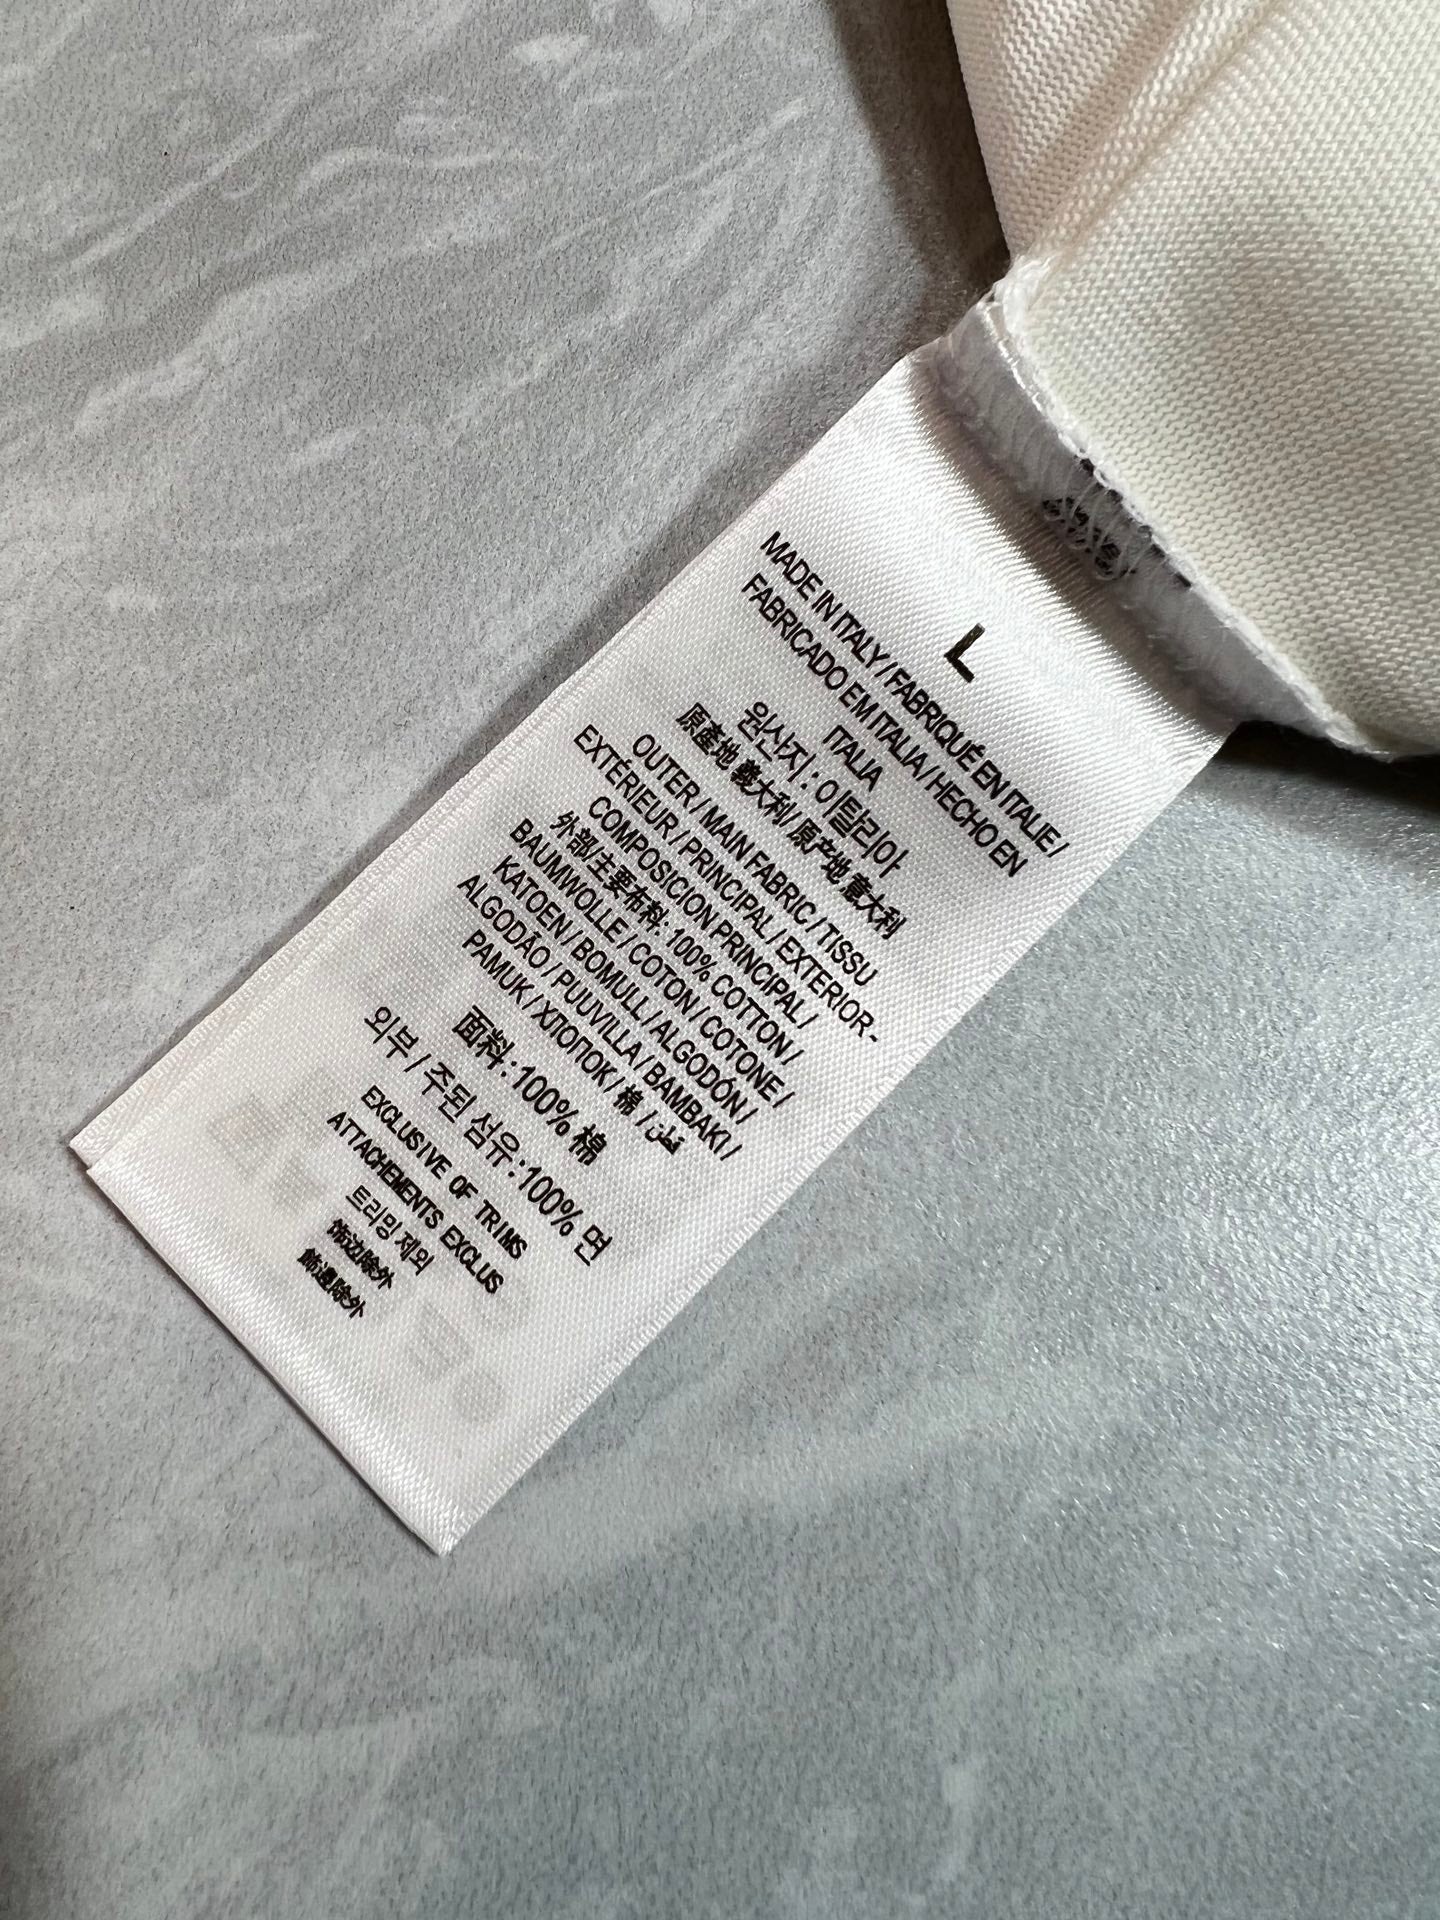 L
MADE IN ITALY / FABRIQUÉ EN ITALIE /
FABRICADO EM ITALIA / HECHO EN
ITALIA
원산지 : 이탈리아
原產地 義大利 / 原产地 意大利
OUTER / MAIN FABRIC / TISSU
EXTÉRIEUR / PRINCIPAL / EXTERIOR-
COMPOSICION PRINCIPAL /
外部/主要布料: 100% COTTON /
BAUMWOLLE / COTON / COTONE /
KATOEN / BOMULL / ALGODÓN /
ALGODÃO / PUUVILLA / BAMBAKI /
PAMUK / ХЛОПОК / 棉 / قطن
面料 : 100% 棉
외부 / 주된 섬유 :100% 면
EXCLUSIVE OF TRIMS
ATTACHEMENTS EXCLUS
트리밍 제외
饰边除外
飾邊除外